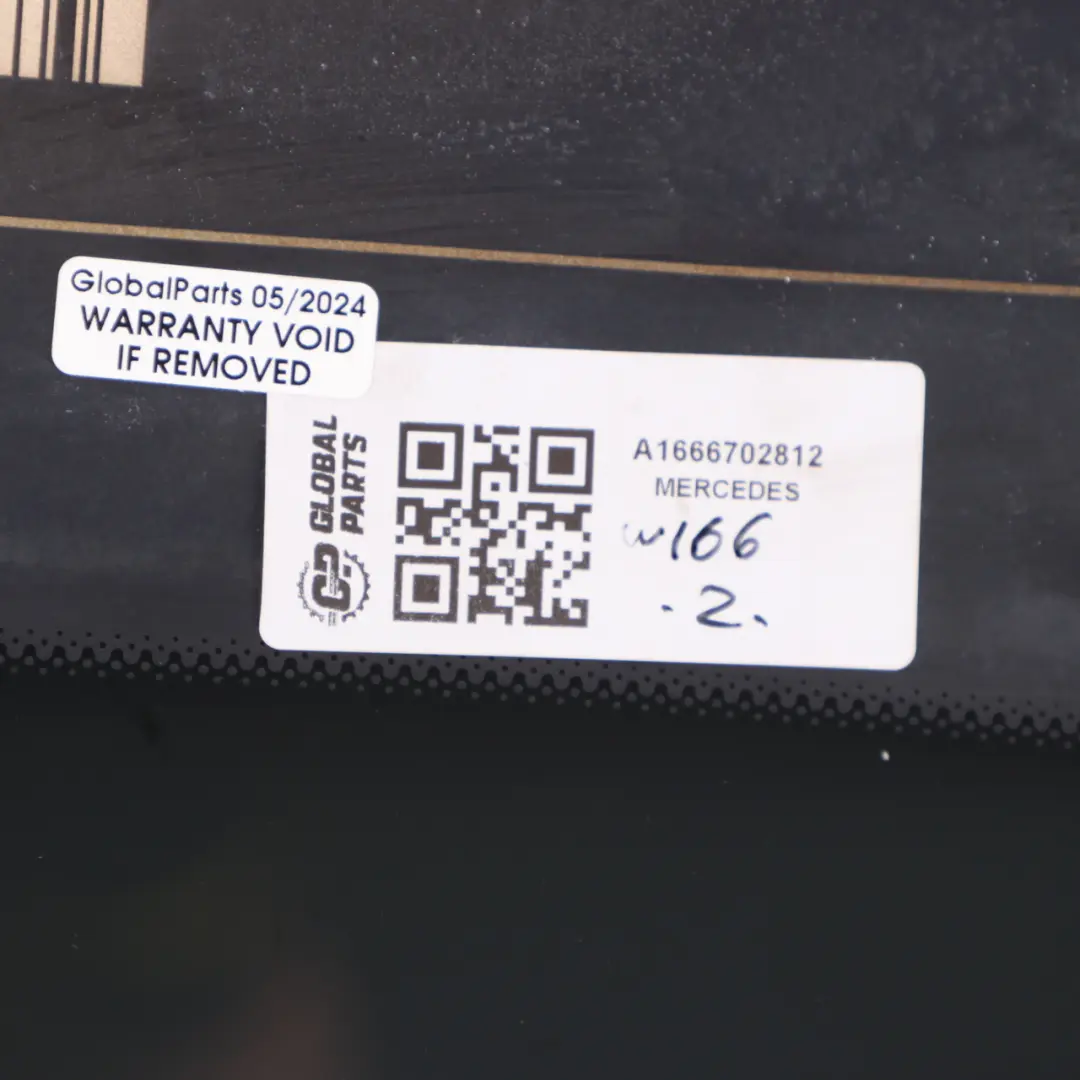 GlobalParts 05/2024
WARRANTY VOID
IF REMOVED
GLOBAL
PARTS
A1666702812
MERCEDES
W166
.2.